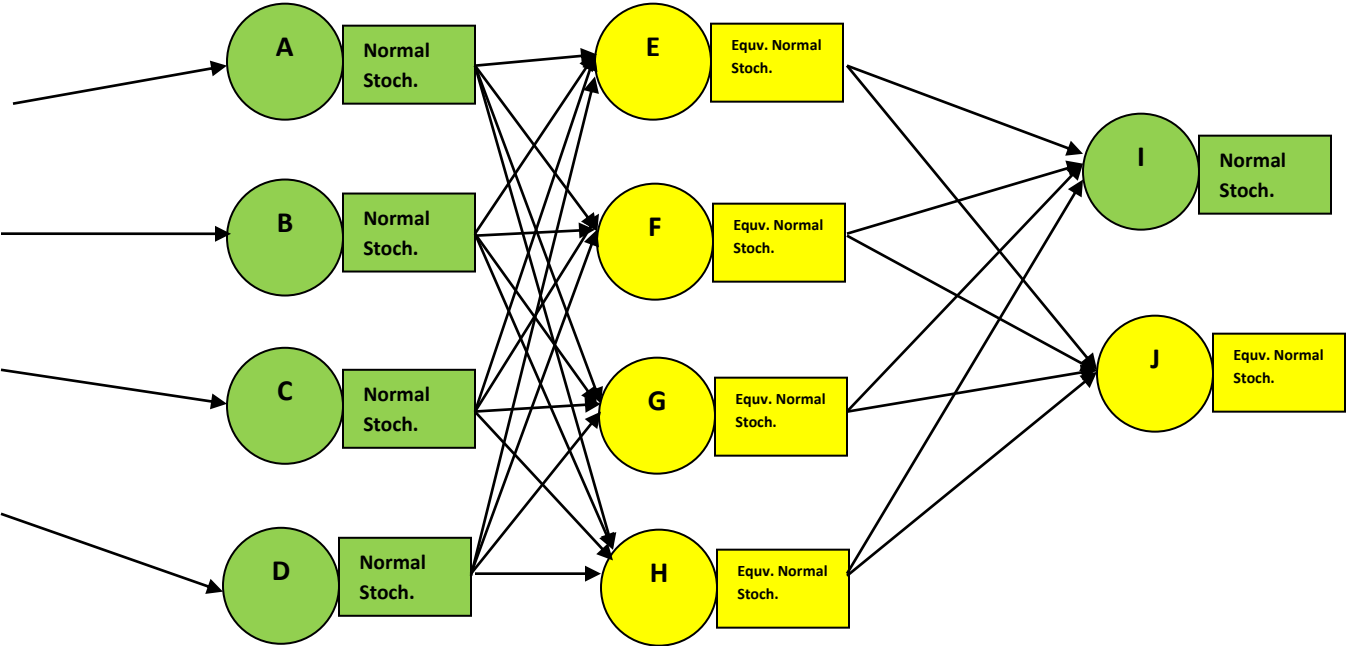 A
Normal
Stoch.
B
Normal
Stoch.
C
Normal
Stoch.
D
Normal
Stoch.
E
Equv. Normal
Stoch.
F
Equv. Normal
Stoch.
G
Equv. Normal
Stoch.
H
Equv. Normal
Stoch.
I
Normal
Stoch.
J
Equv. Normal
Stoch.